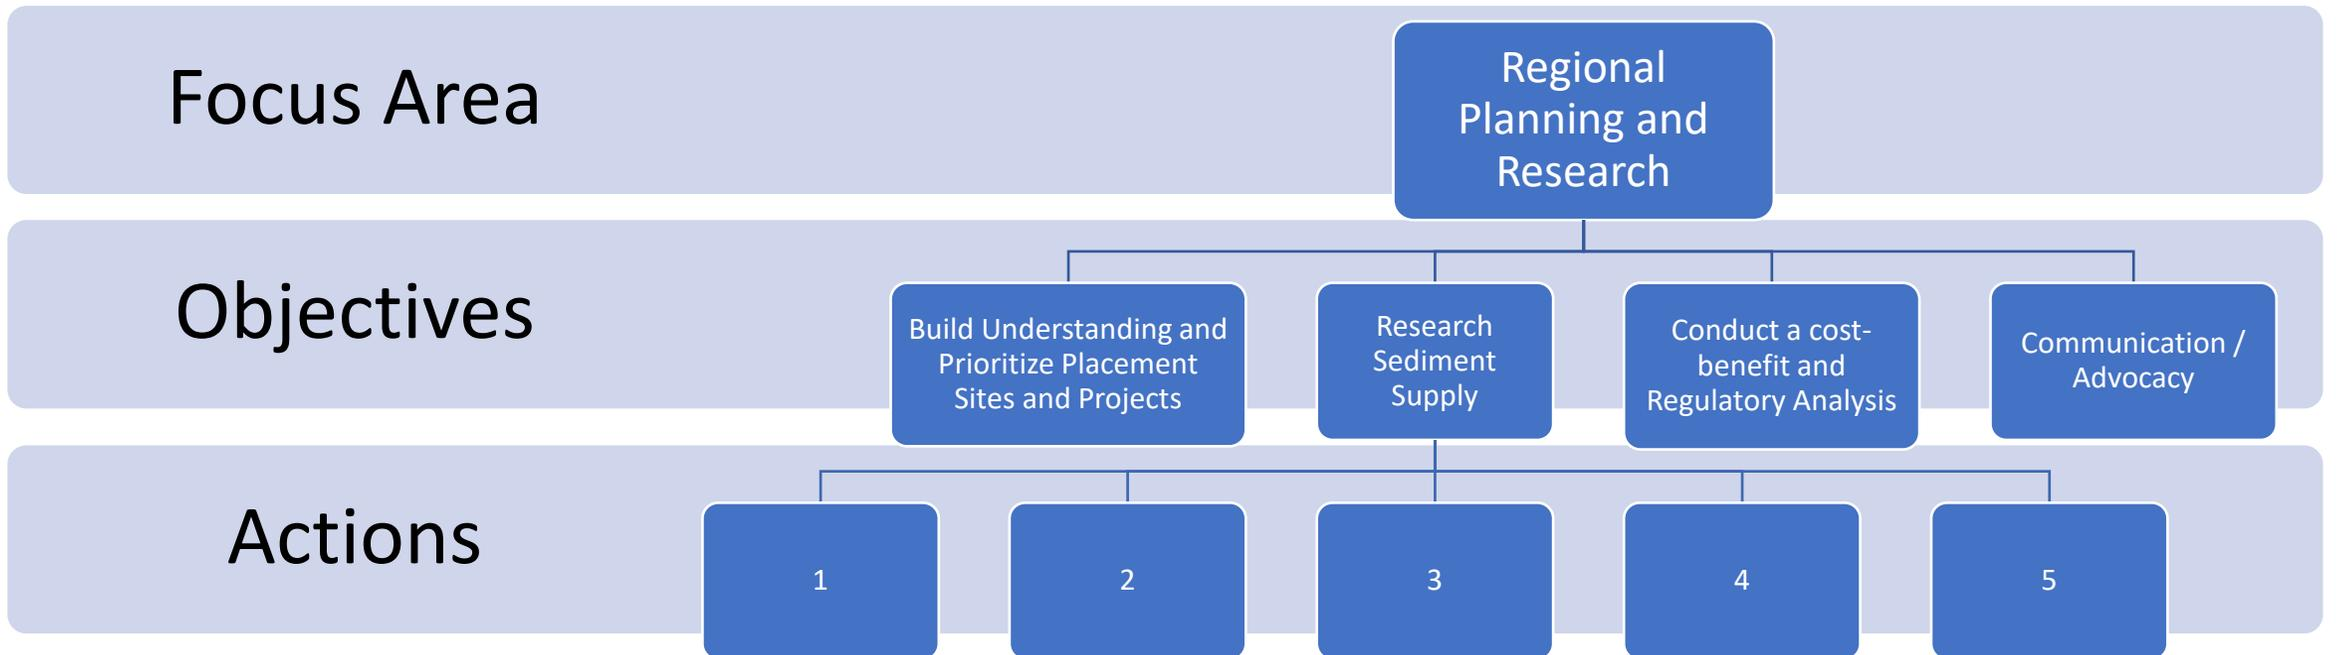 Focus Area
Regional
Planning and
Research
Objectives
Build Understanding and
Prioritize Placement
Sites and Projects
Research
Sediment
Supply
Conduct a cost-
benefit and
Regulatory Analysis
Communication /
Advocacy
Actions
1
2
3
4
5